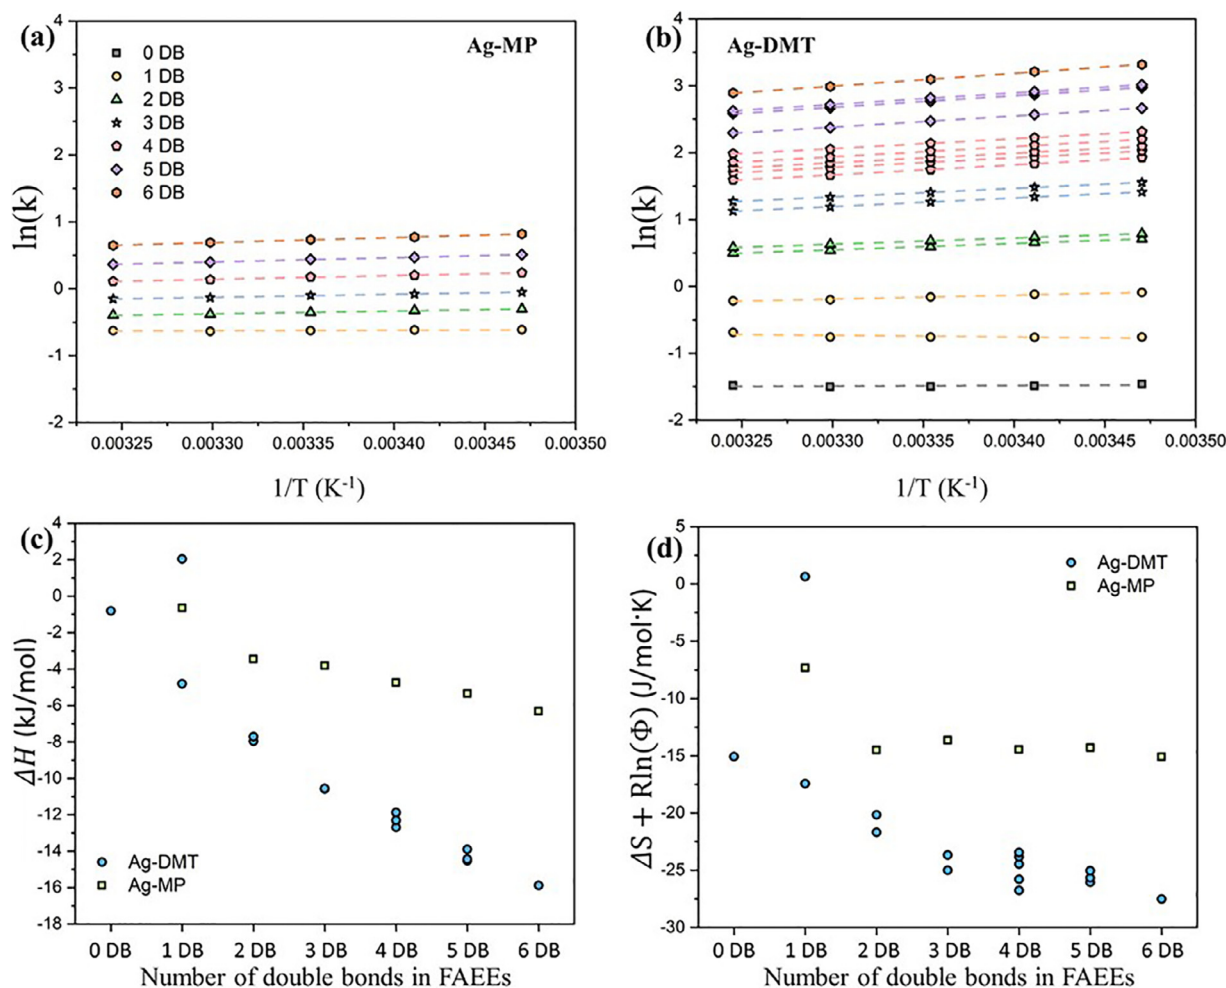 (a)
Ag-MP
0 DB
1 DB
2 DB
3 DB
4 DB
5 DB
6 DB
4
3
2
1
0
-1
-2
ln(k)
0.00325
0.00330
0.00335
0.00340
0.00345
0.00350
1/T (K⁻¹)
(b)
Ag-DMT
4
3
2
1
0
-1
-2
ln(k)
0.00325
0.00330
0.00335
0.00340
0.00345
0.00350
1/T (K⁻¹)
(c)
4
2
0
-2
-4
-6
-8
-10
-12
-14
-16
-18
ΔH (kJ/mol)
Ag-DMT
Ag-MP
0 DB
1 DB
2 DB
3 DB
4 DB
5 DB
6 DB
Number of double bonds in FAEEs
(d)
Ag-DMT
Ag-MP
5
0
-5
-10
-15
-20
-25
-30
ΔS + Rln(Φ) (J/mol·K)
0 DB
1 DB
2 DB
3 DB
4 DB
5 DB
6 DB
Number of double bonds in FAEEs